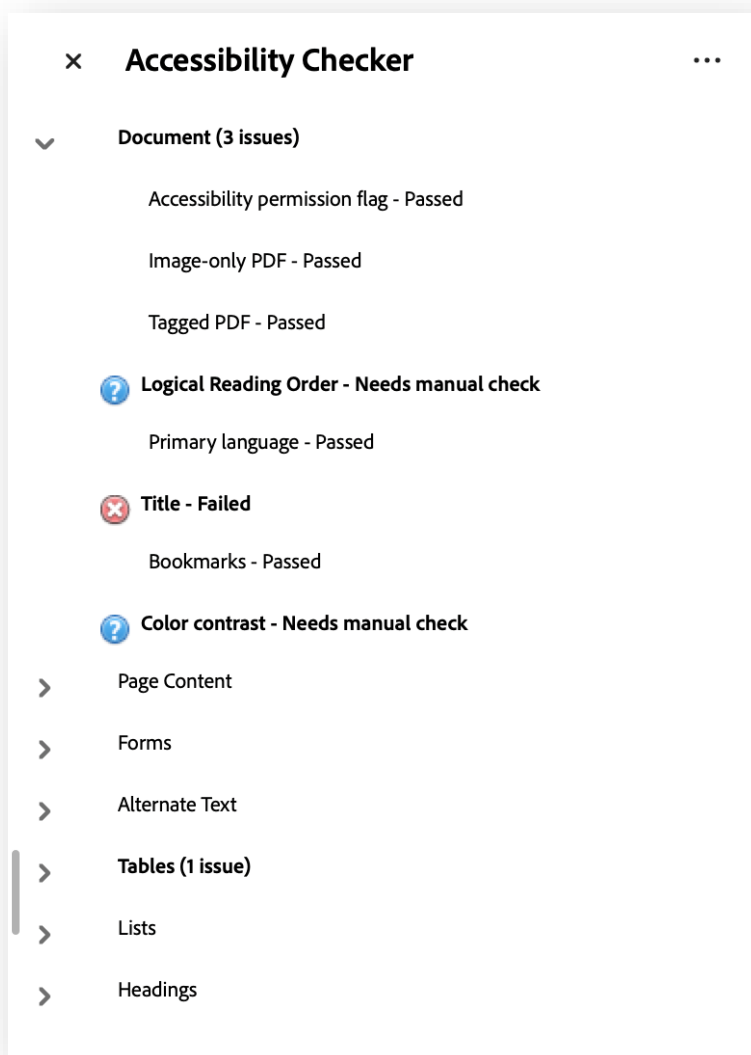 Accessibility Checker
Document (3 issues)
Accessibility permission flag - Passed
Image-only PDF - Passed
Tagged PDF - Passed
Logical Reading Order - Needs manual check
Primary language - Passed
Title - Failed
Bookmarks - Passed
Color contrast - Needs manual check
Page Content
Forms
Alternate Text
Tables (1 issue)
Lists
Headings